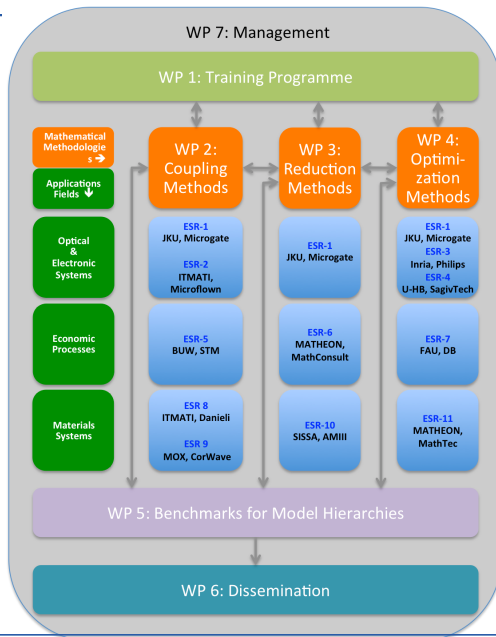 WP 7: Management
WP 1: Training Programme
Mathematical
Methodologie
s →
Applications
Fields ↓
WP 2:
Coupling
Methods
WP 3:
Reduction
Methods
WP 4:
Optimi-
zation
Methods
Optical
&
Electronic
Systems
ESR-1
JKU, Microgate
ESR-2
ITMATI,
Microflown
ESR-1
JKU, Microgate
ESR-1
JKU, Microgate
ESR-3
Inria, Philips
ESR-4
U-HB, SagivTech
Economic
Processes
ESR-5
BUW, STM
ESR-6
MATHEON,
MathConsult
ESR-7
FAU, DB
Materials
Systems
ESR 8
ITMATI, Danieli
ESR 9
MOX, CorWave
ESR-10
SISSA, AMIII
ESR-11
MATHEON,
MathTec
WP 5: Benchmarks for Model Hierarchies
WP 6: Dissemination